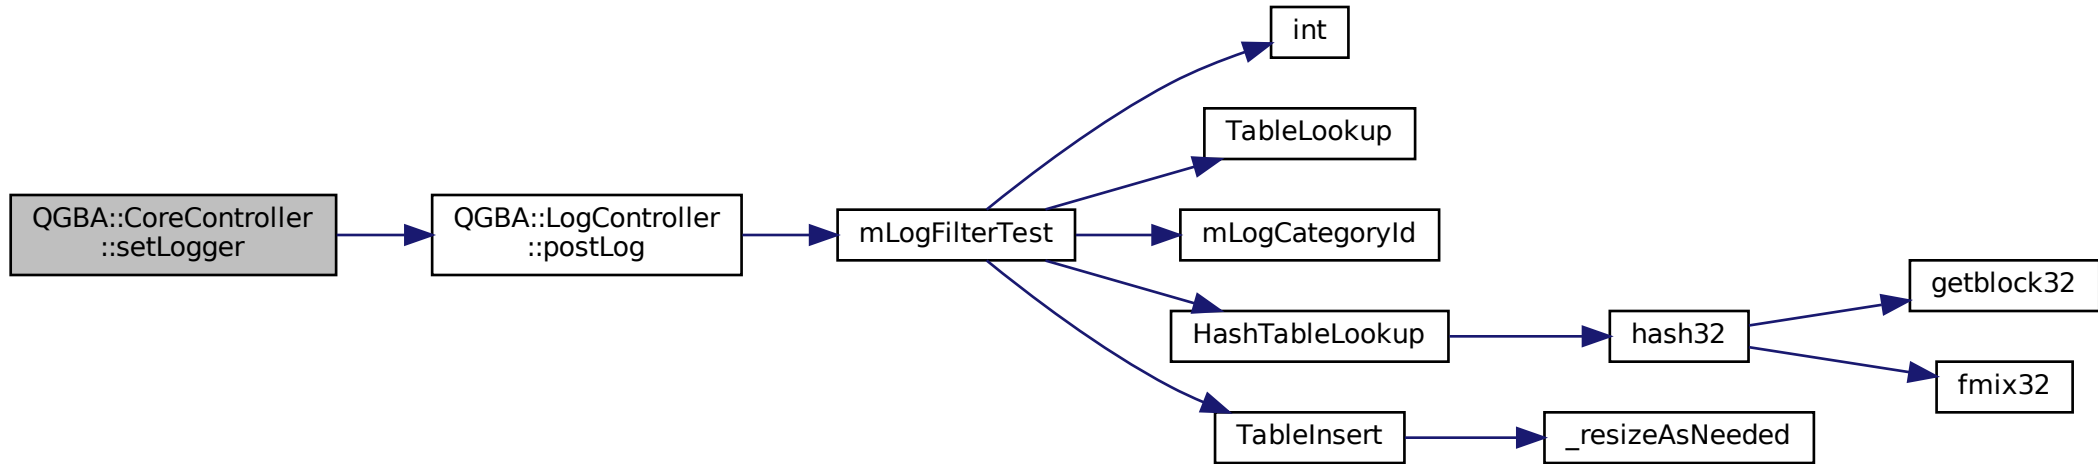 QGBA::CoreController
::setLogger
QGBA::LogController
::postLog
mLogFilterTest
int
TableLookup
mLogCategoryId
HashTableLookup
TableInsert
hash32
_resizeAsNeeded
getblock32
fmix32